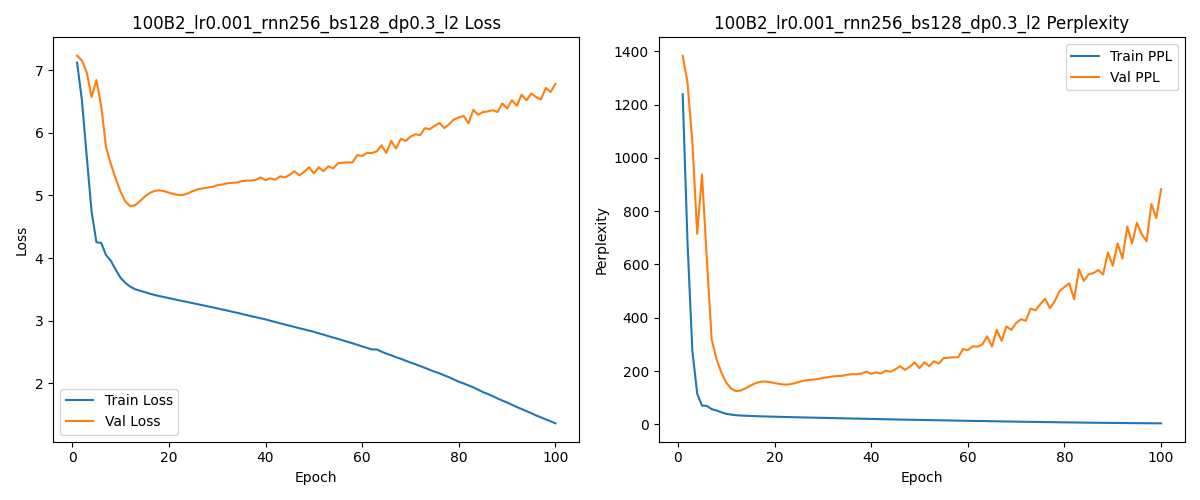 100B2_lr0.001_rnn256_bs128_dp0.3_l2 Loss
7
6
5
4
3
2
Loss
Train Loss
Val Loss
0
20
40
60
80
100
Epoch
100B2_lr0.001_rnn256_bs128_dp0.3_l2 Perplexity
1400
1200
1000
800
600
400
200
0
Perplexity
Train PPL
Val PPL
0
20
40
60
80
100
Epoch